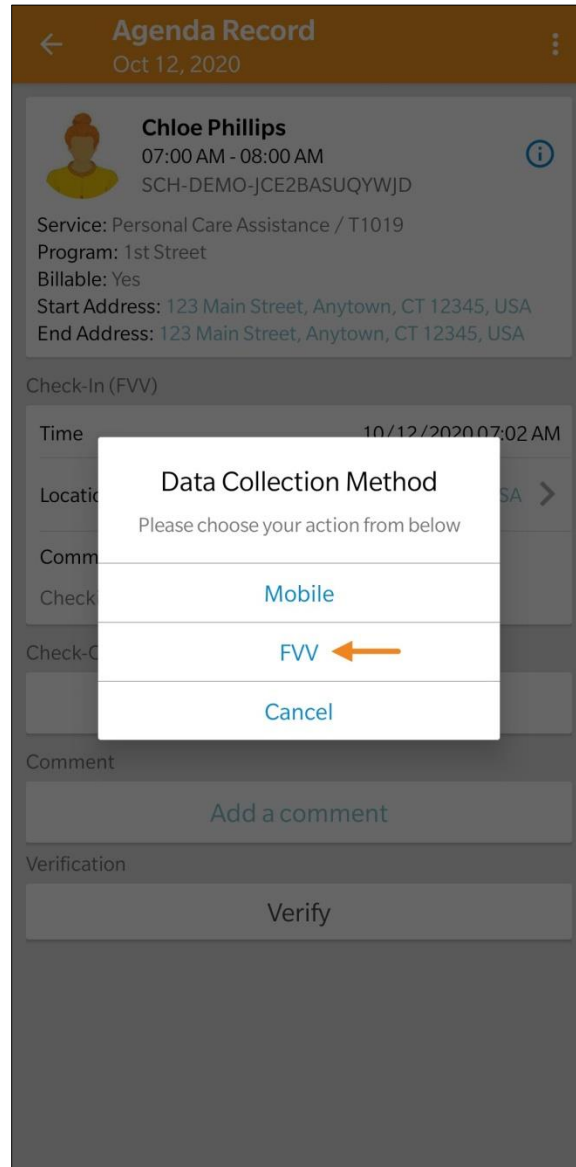 Agenda Record
Oct 12, 2020
Chloe Phillips
07:00 AM - 08:00 AM
SCH-DEMO-JCE2BASUQYWJD
Service: Personal Care Assistance / T1019
Program: 1st Street
Billable: Yes
Start Address: 123 Main Street, Anytown, CT 12345, USA
End Address: 123 Main Street, Anytown, CT 12345, USA
Check-In (FVV)
Time 10/12/2020 07:02 AM
Data Collection Method
Please choose your action from below
Mobile
FVV
Cancel
Comment
Add a comment
Verification
Verify